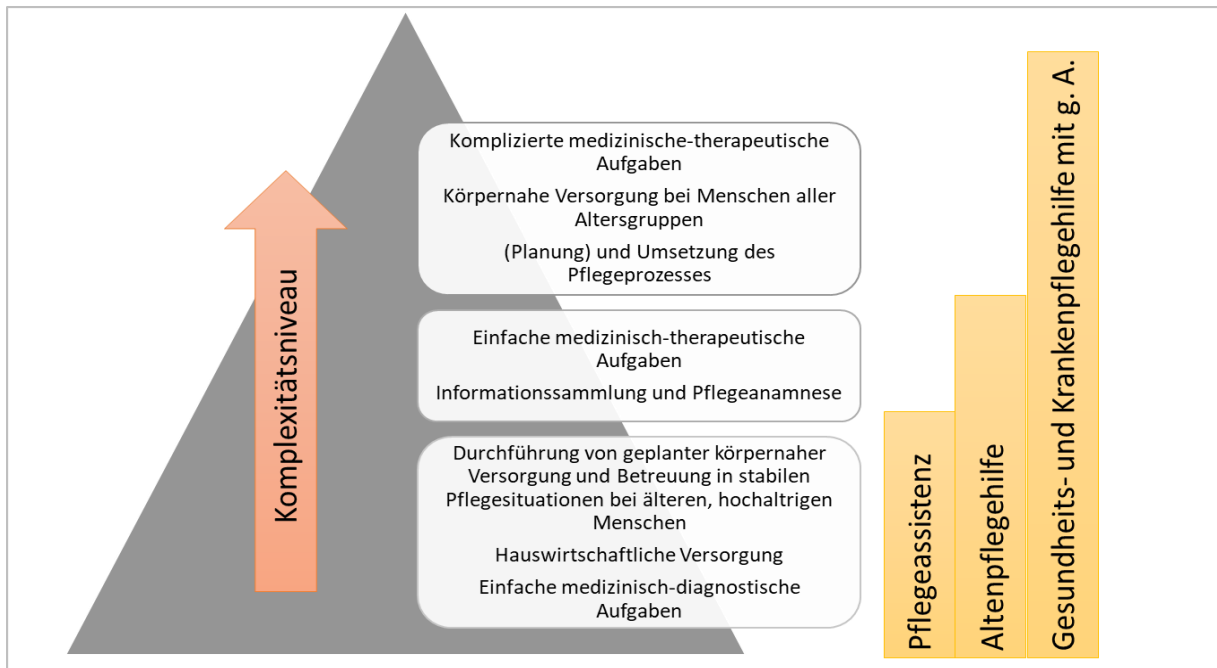 Komplexitätsniveau
Komplizierte medizinische-therapeutische
Aufgaben
Körpernahe Versorgung bei Menschen aller
Altersgruppen
(Planung) und Umsetzung des
Pflegeprozesses
Einfache medizinisch-therapeutische
Aufgaben
Informationssammlung und Pflegeanamnese
Durchführung von geplanter körpernaher
Versorgung und Betreuung in stabilen
Pflegesituationen bei älteren, hochaltrigen
Menschen
Hauswirtschaftliche Versorgung
Einfache medizinisch-diagnostische
Aufgaben
Pflegeassistenz
Altenpflegehilfe
Gesundheits- und Krankenpflegehilfe mit g. A.